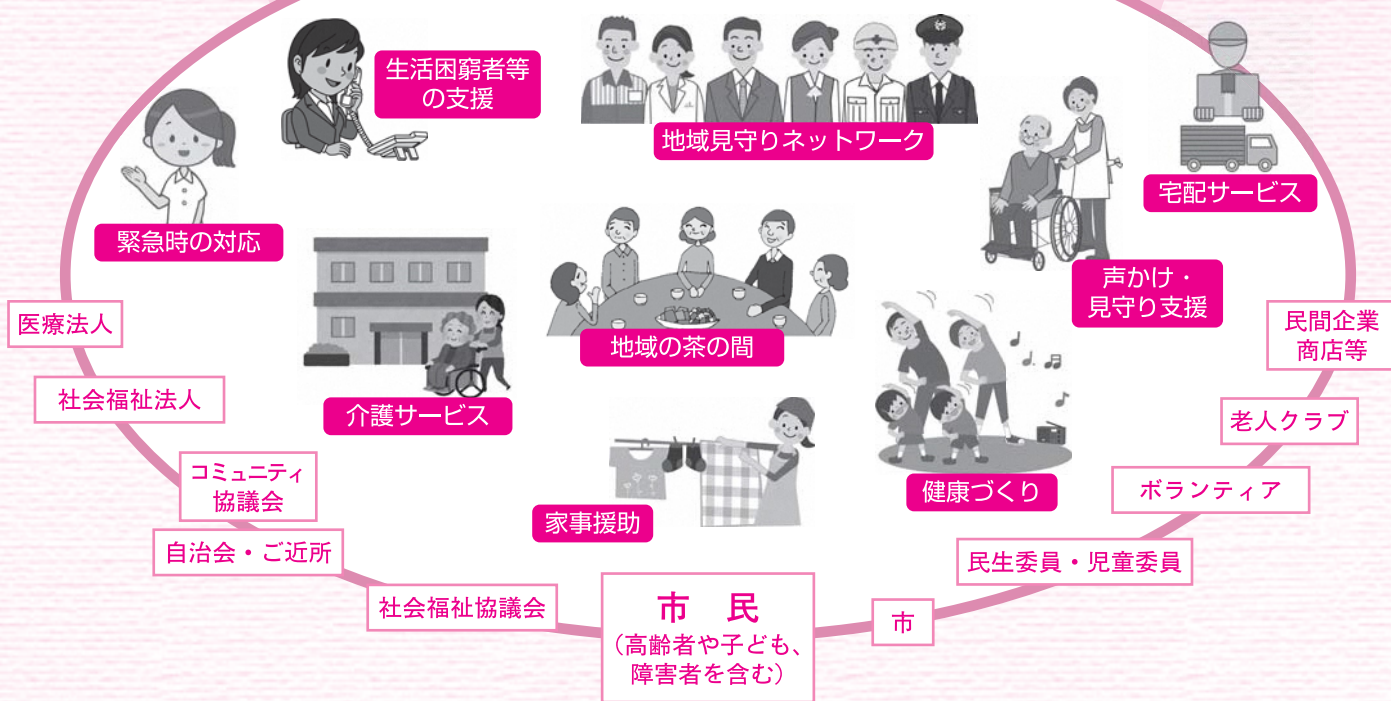 生活困窮者等
の支援
地域見守りネットワーク
宅配サービス
緊急時の対応
声かけ・
見守り支援
地域の茶の間
介護サービス
健康づくり
家事援助
医療法人
社会福祉法人
コミュニティ
協議会
自治会・ご近所
社会福祉協議会
市 民
(高齢者や子ども、
障害者を含む)
市
民生委員・児童委員
ボランティア
老人クラブ
民間企業
商店等